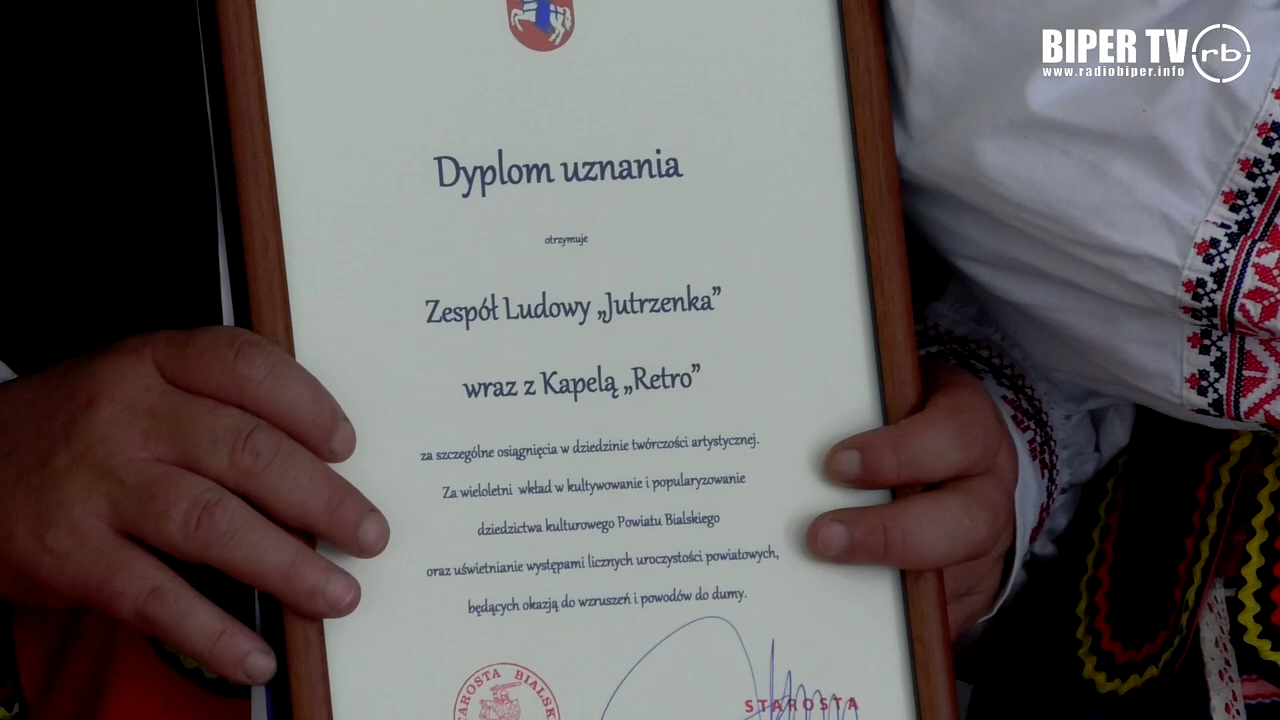 BIPER TV rb
www.radiobiper.info
Dyplom uznania
otrzymuje
Zespół Ludowy „Jutrzenka”
wraz z Kapelą „Retro”
za szczególne osiągnięcia w dziedzinie twórczości artystycznej.
Za wieloletni wkład w kultywowanie i popularyzowanie
dziedzictwa kulturowego Powiatu Bialskiego
oraz uświetnianie występami licznych uroczystości powiatowych,
będących okazją do wzruszeń i powodów do dumy.
STAROSTA